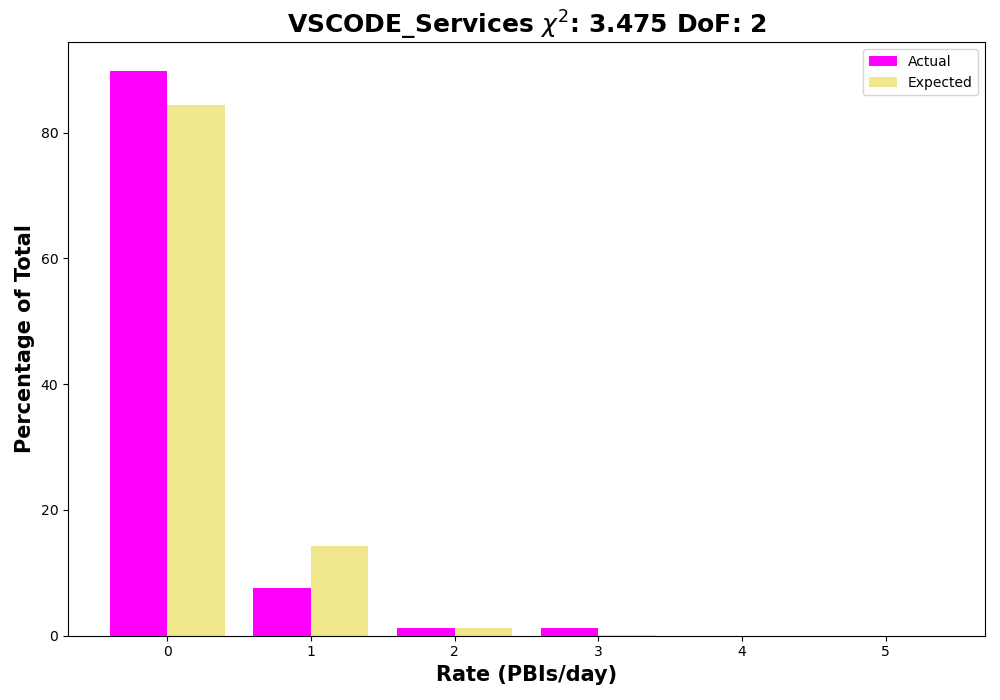 VSCODE_Services χ²: 3.475 DoF: 2
Actual
Expected
Percentage of Total
80
60
40
20
0
0 1 2 3 4 5
Rate (PBIs/day)